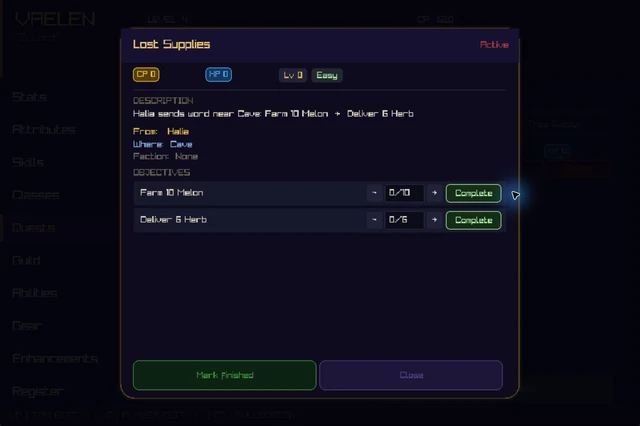 VAELEN
LEVEL 4
Lost Supplies
Active
CP 0
XP 0
Lv 0
Easy
DESCRIPTION
Halia sends word near Cave: Farm 10 Melon → Deliver 6 Herb
From: Halia
Where: Cave
Faction: None
OBJECTIVES
Farm 10 Melon
0/10
Complete
Deliver 6 Herb
0/6
Complete
Mark finished
Close
Stats
Attributes
Skills
Classes
Quests
Guild
Abilities
Gear
Enhancements
Register